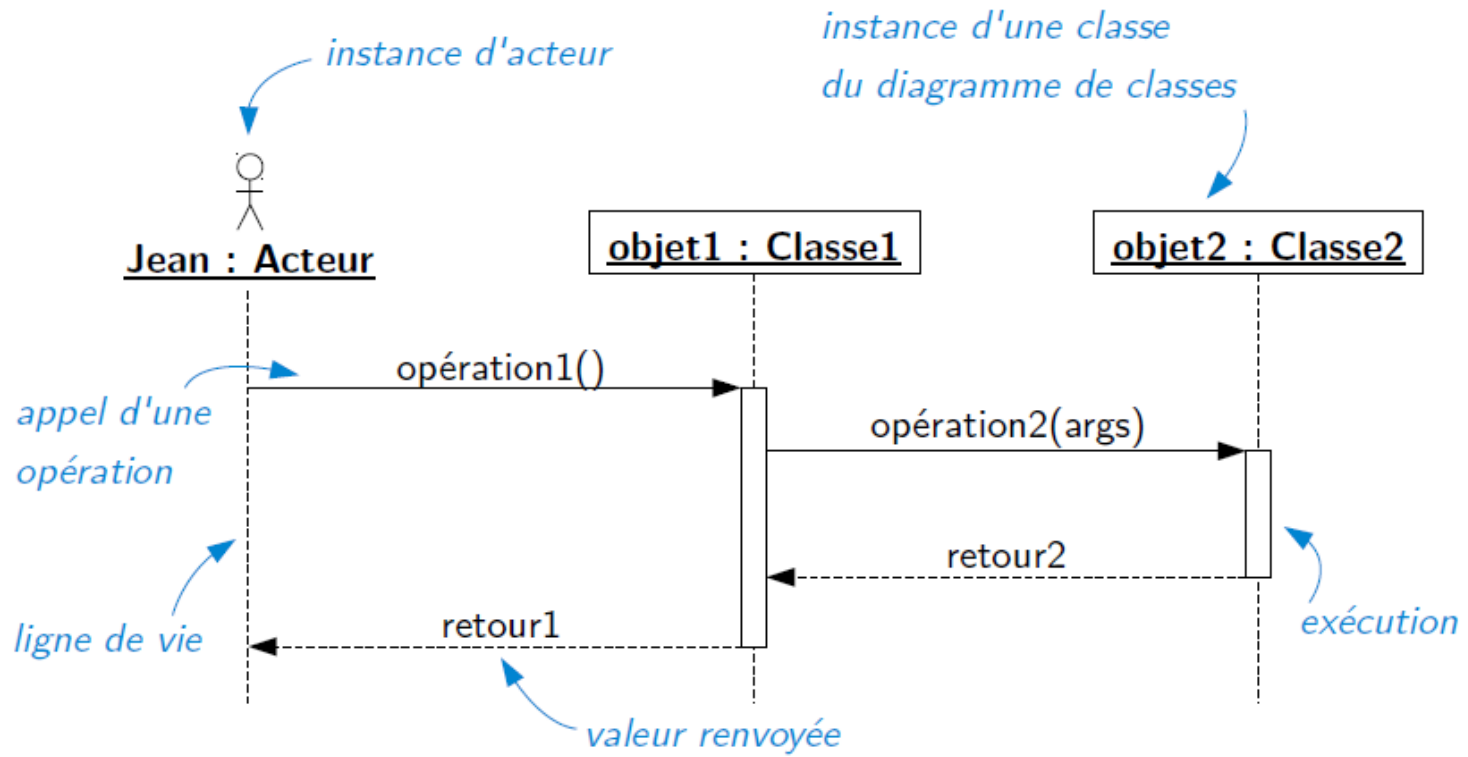 instance d'acteur
instance d'une classe
du diagramme de classes
Jean : Acteur
objet1 : Classe1
objet2 : Classe2
opération1()
appel d'une
opération
opération2(args)
retour2
retour1
ligne de vie
exécution
valeur renvoyée